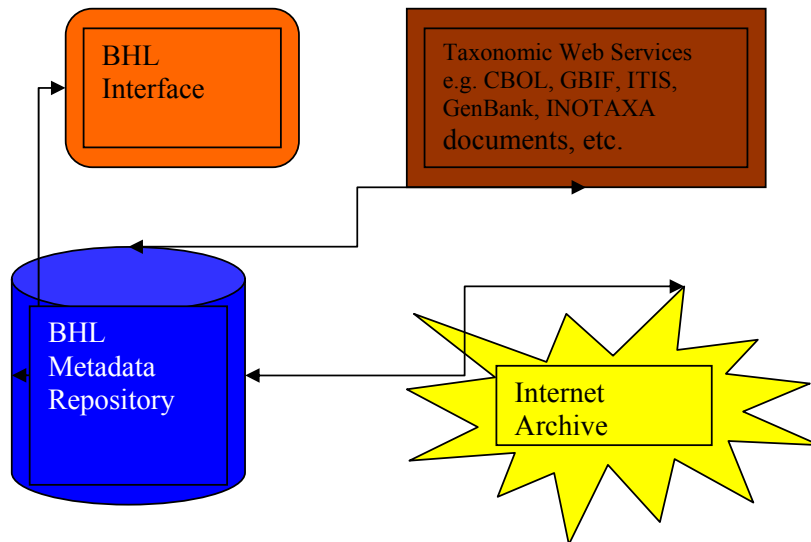 BHL
Interface
Taxonomic Web Services
e.g. CBOL, GBIF, ITIS,
GenBank, INOTAXA
documents, etc.
BHL
Metadata
Repository
Internet
Archive